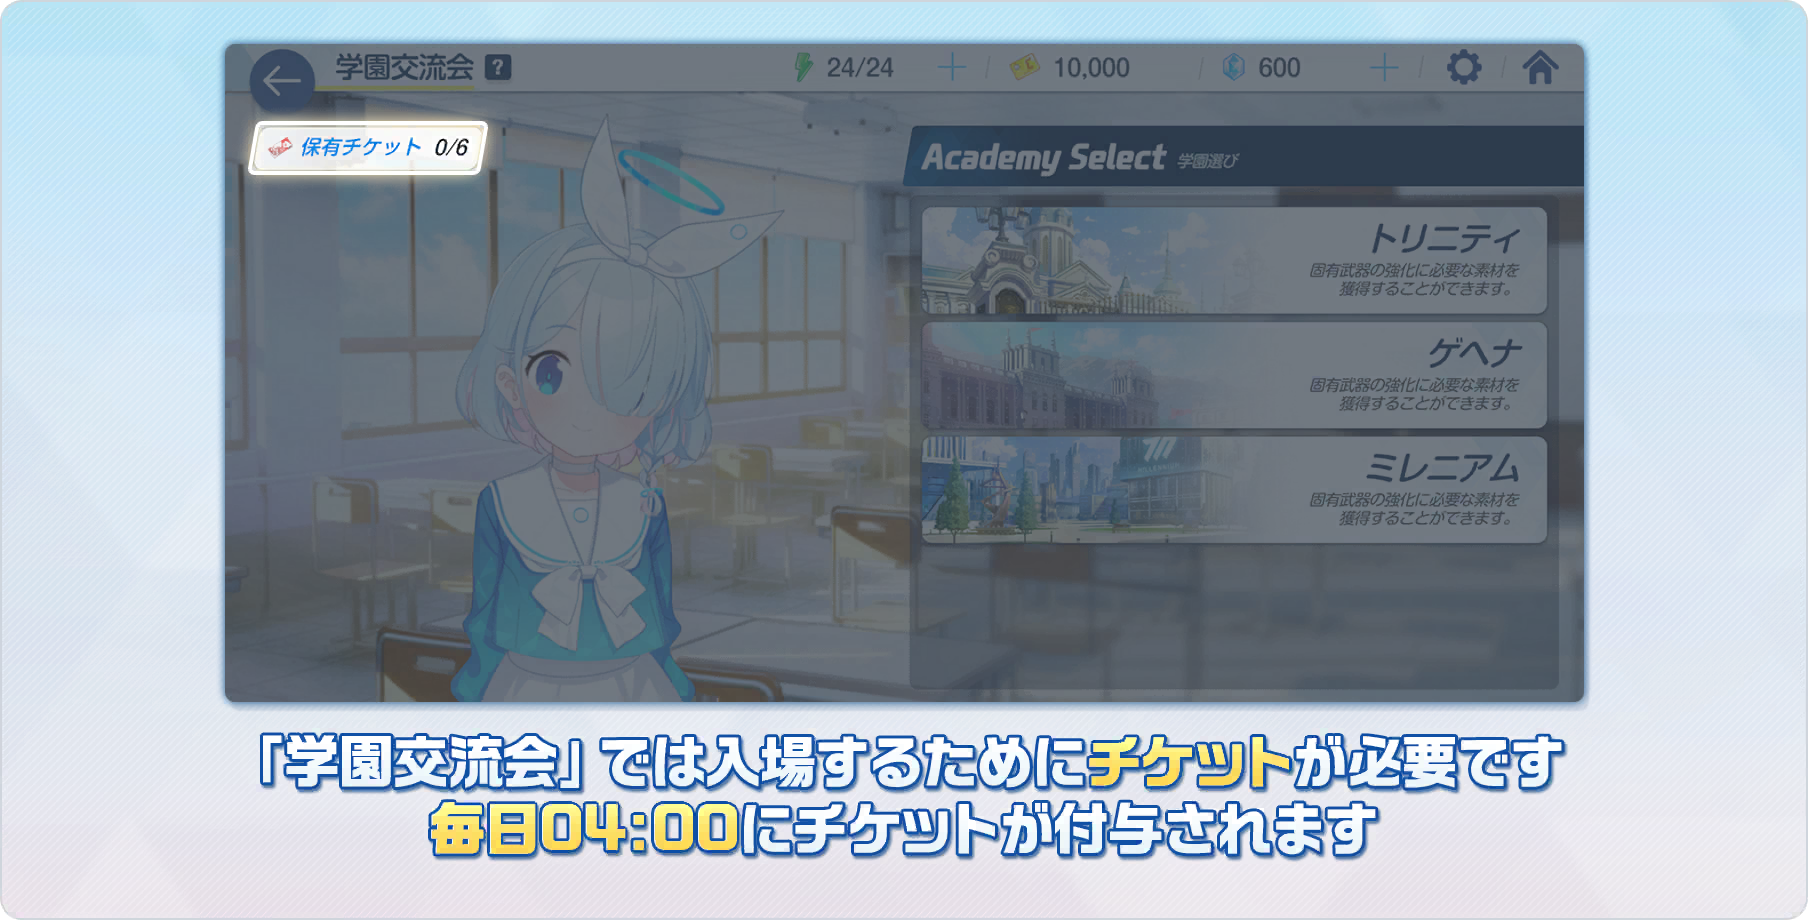 学園交流会 ?
24/24
10,000
600
保有チケット 0/6
Academy Select 学園選び
トリニティ
固有武器の強化に必要な素材を
獲得することができます。
ゲヘナ
固有武器の強化に必要な素材を
獲得することができます。
ミレニアム
固有武器の強化に必要な素材を
獲得することができます。
MILLENNIUM
「学園交流会」では入場するためにチケットが必要です
毎日04:00にチケットが付与されます